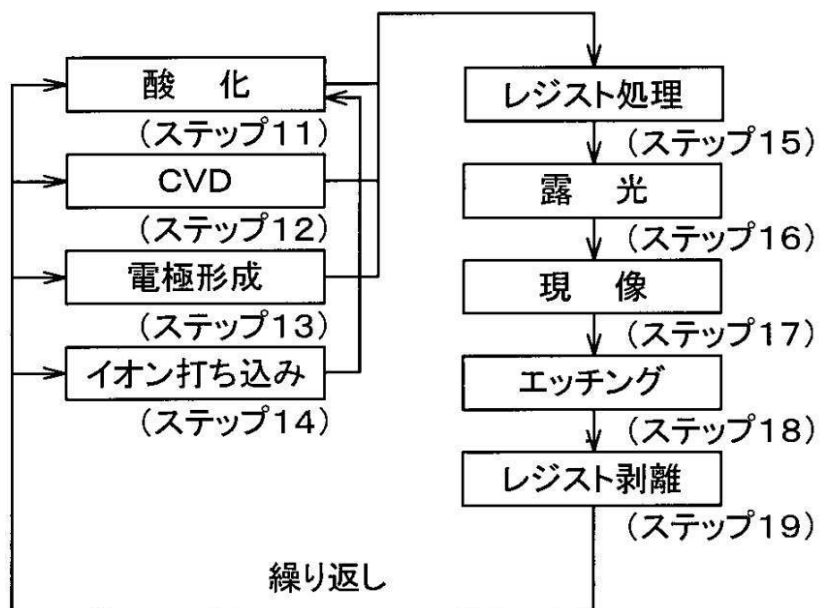 酸　化
(ステップ11)
CVD
(ステップ12)
電極形成
(ステップ13)
イオン打ち込み
(ステップ14)
レジスト処理
(ステップ15)
露　光
(ステップ16)
現　像
(ステップ17)
エッチング
(ステップ18)
レジスト剥離
(ステップ19)
繰り返し